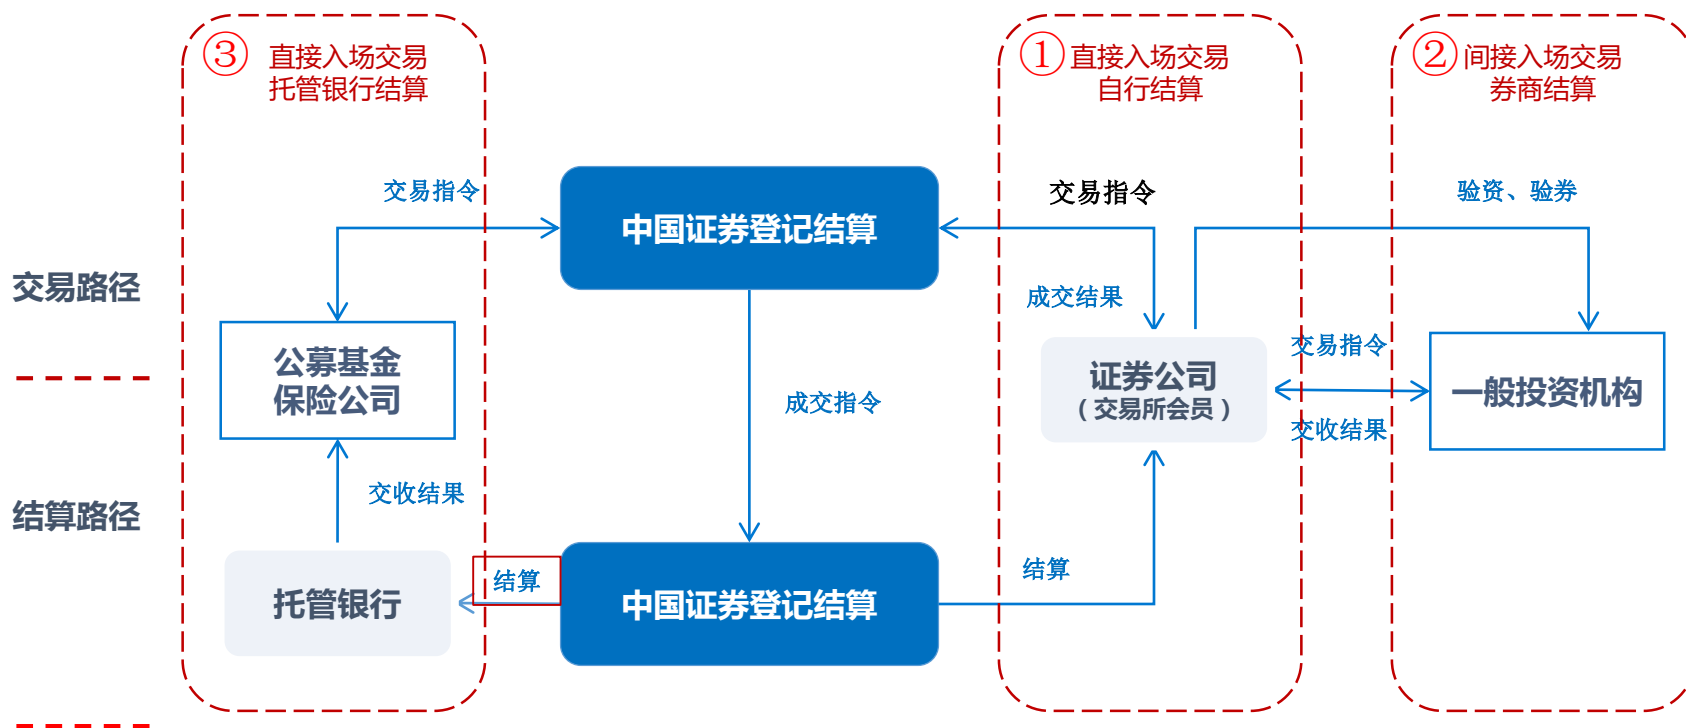 ③ 直接入场交易
托管银行结算
① 直接入场交易
自行结算
② 间接入场交易
券商结算
交易指令
中国证券登记结算
交易指令
验资、验券
交易路径
成交结果
公募基金
保险公司
成交指令
证券公司
（交易所会员）
交易指令
一般投资机构
交收结果
结算路径
交收结果
托管银行
结算
中国证券登记结算
结算